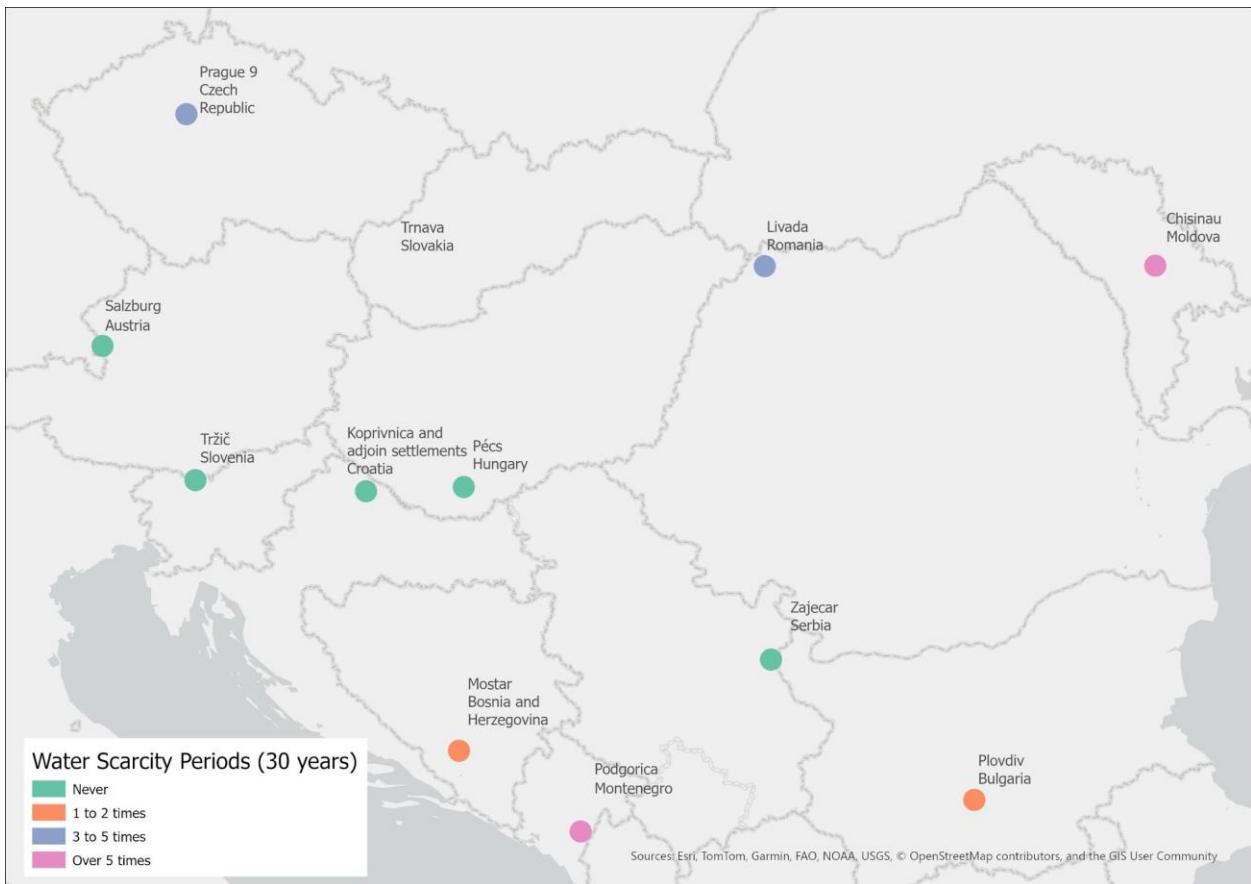 Prague 9
Czech
Republic
Trnava
Slovakia
Livada
Romania
Chisinau
Moldova
Salzburg
Austria
Tržič
Slovenia
Koprivnica and
adjoin settlements
Croatia
Pécs
Hungary
Zajecar
Serbia
Mostar
Bosnia and
Herzegovina
Podgorica
Montenegro
Plovdiv
Bulgaria
Water Scarcity Periods (30 years)
Never
1 to 2 times
3 to 5 times
Over 5 times
Sources: Esri, TomTom, Garmin, FAO, NOAA, USGS, © OpenStreetMap contributors, and the GIS User Community